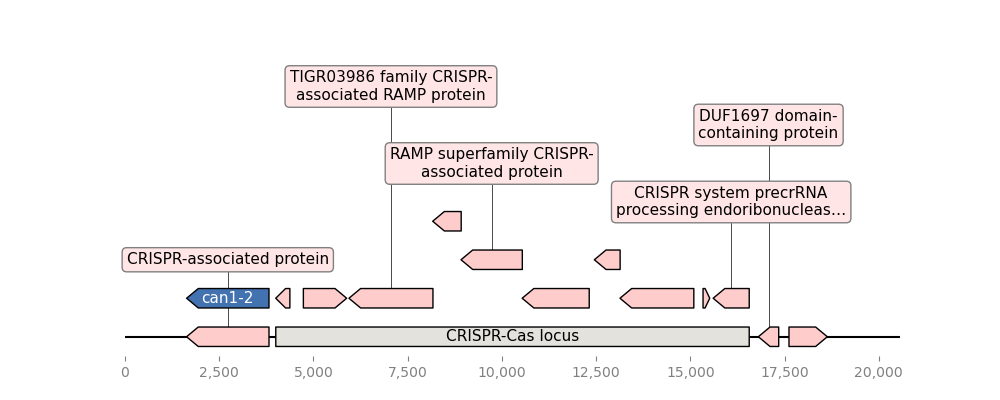 TIGR03986 family CRISPR-
associated RAMP protein
DUF1697 domain-
containing protein
RAMP superfamily CRISPR-
associated protein
CRISPR system precrRNA
processing endoribonucleas...
CRISPR-associated protein
can1-2
CRISPR-Cas locus
0 2,500 5,000 7,500 10,000 12,500 15,000 17,500 20,000